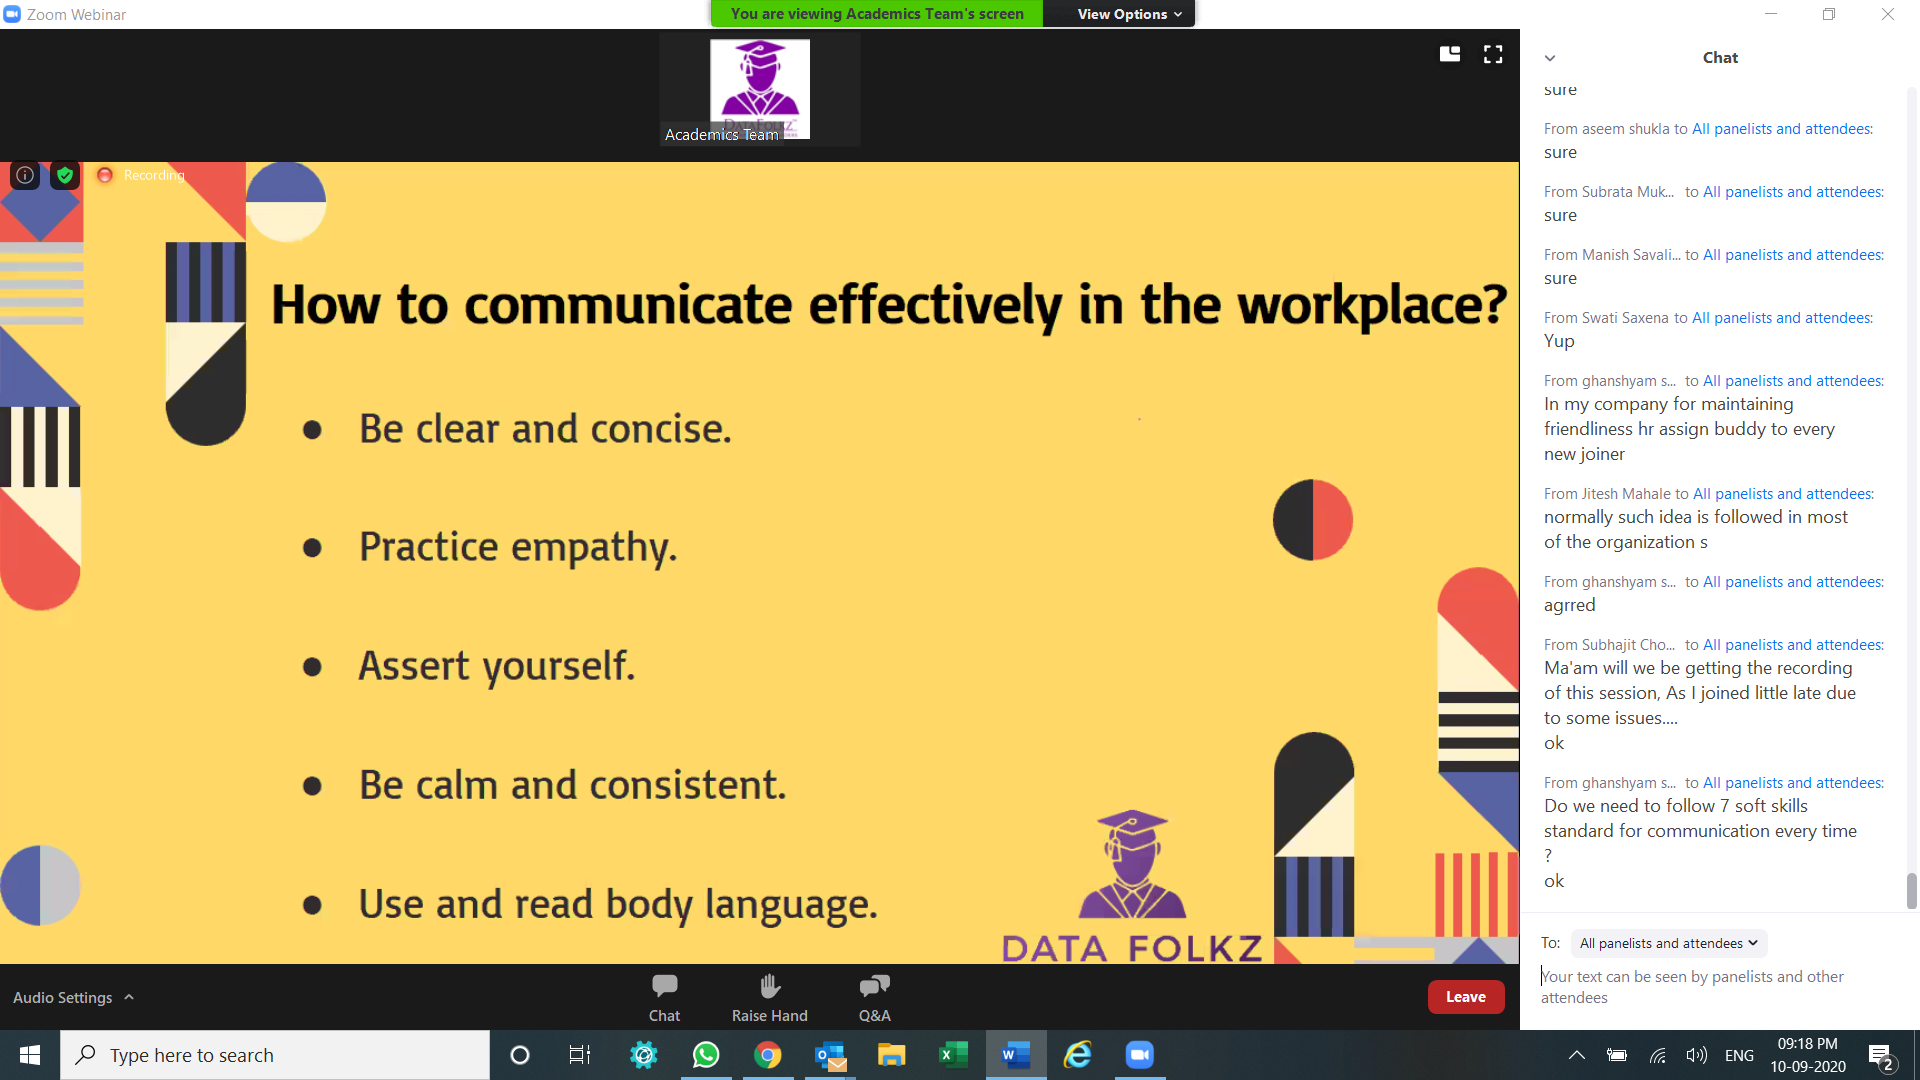 Zoom Webinar
You are viewing Academics Team's screen
View Options
Academics Team
Recording
How to communicate effectively in the workplace?
● Be clear and concise.
● Practice empathy.
● Assert yourself.
● Be calm and consistent.
● Use and read body language.
DATA FOLKZ
Audio Settings
Chat
Raise Hand
Q&A
Leave
Chat
sure
From aseem shukla to All panelists and attendees:
sure
From Subrata Muk... to All panelists and attendees:
sure
From Manish Savali... to All panelists and attendees:
sure
From Swati Saxena to All panelists and attendees:
Yup
From ghanshyam s... to All panelists and attendees:
In my company for maintaining
friendliness hr assign buddy to every
new joiner
From Jitesh Mahale to All panelists and attendees:
normally such idea is followed in most
of the organization s
From ghanshyam s... to All panelists and attendees:
agrred
From Subhajit Cho... to All panelists and attendees:
Ma'am will we be getting the recording
of this session, As I joined little late due
to some issues....
ok
From ghanshyam s... to All panelists and attendees:
Do we need to follow 7 soft skills
standard for communication every time
?
ok
To: All panelists and attendees
Your text can be seen by panelists and other
attendees
Type here to search
ENG
09:18 PM
10-09-2020
2